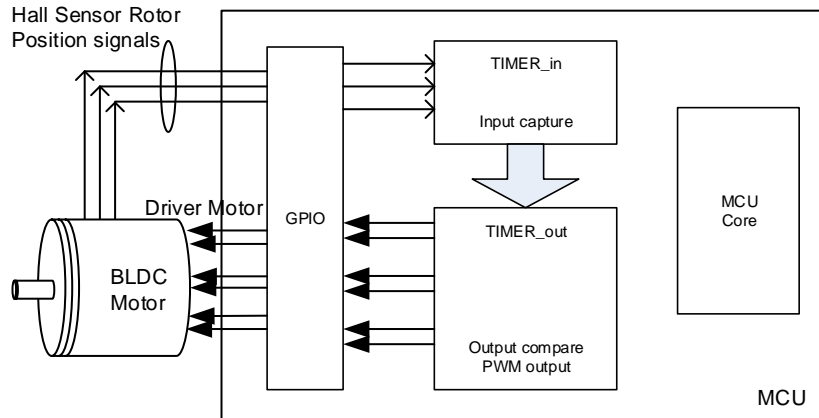 Hall Sensor Rotor
Position signals
TIMER_in
Input capture
Driver Motor
GPIO
MCU
Core
TIMER_out
BLDC
Motor
Output compare
PWM output
MCU